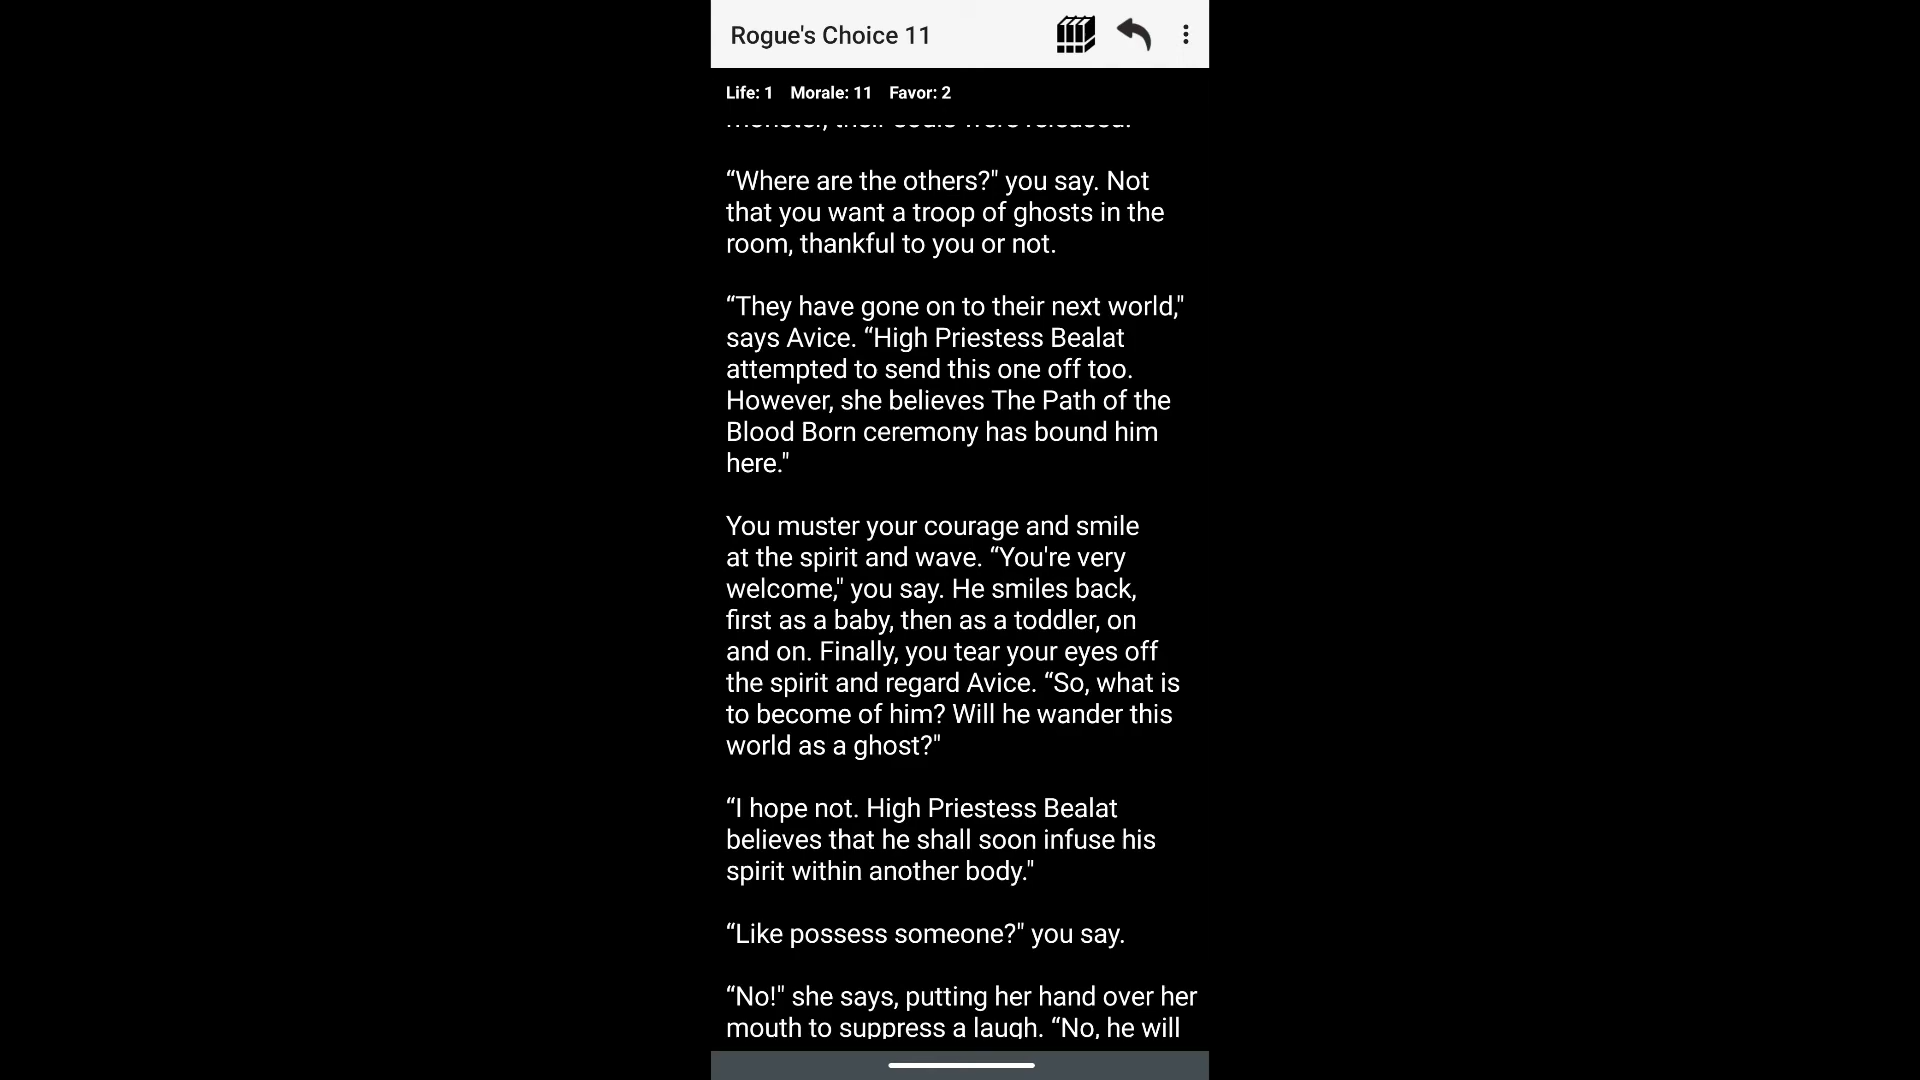 Rogue's Choice 11
Life: 1 Morale: 11 Favor: 2
“Where are the others?" you say. Not
that you want a troop of ghosts in the
room, thankful to you or not.
“They have gone on to their next world,"
says Avice. “High Priestess Bealat
attempted to send this one off too.
However, she believes The Path of the
Blood Born ceremony has bound him
here."
You muster your courage and smile
at the spirit and wave. “You're very
welcome," you say. He smiles back,
first as a baby, then as a toddler, on
and on. Finally, you tear your eyes off
the spirit and regard Avice. “So, what is
to become of him? Will he wander this
world as a ghost?"
“I hope not. High Priestess Bealat
believes that he shall soon infuse his
spirit within another body."
“Like possess someone?" you say.
“No!" she says, putting her hand over her
mouth to suppress a laugh. “No, he will